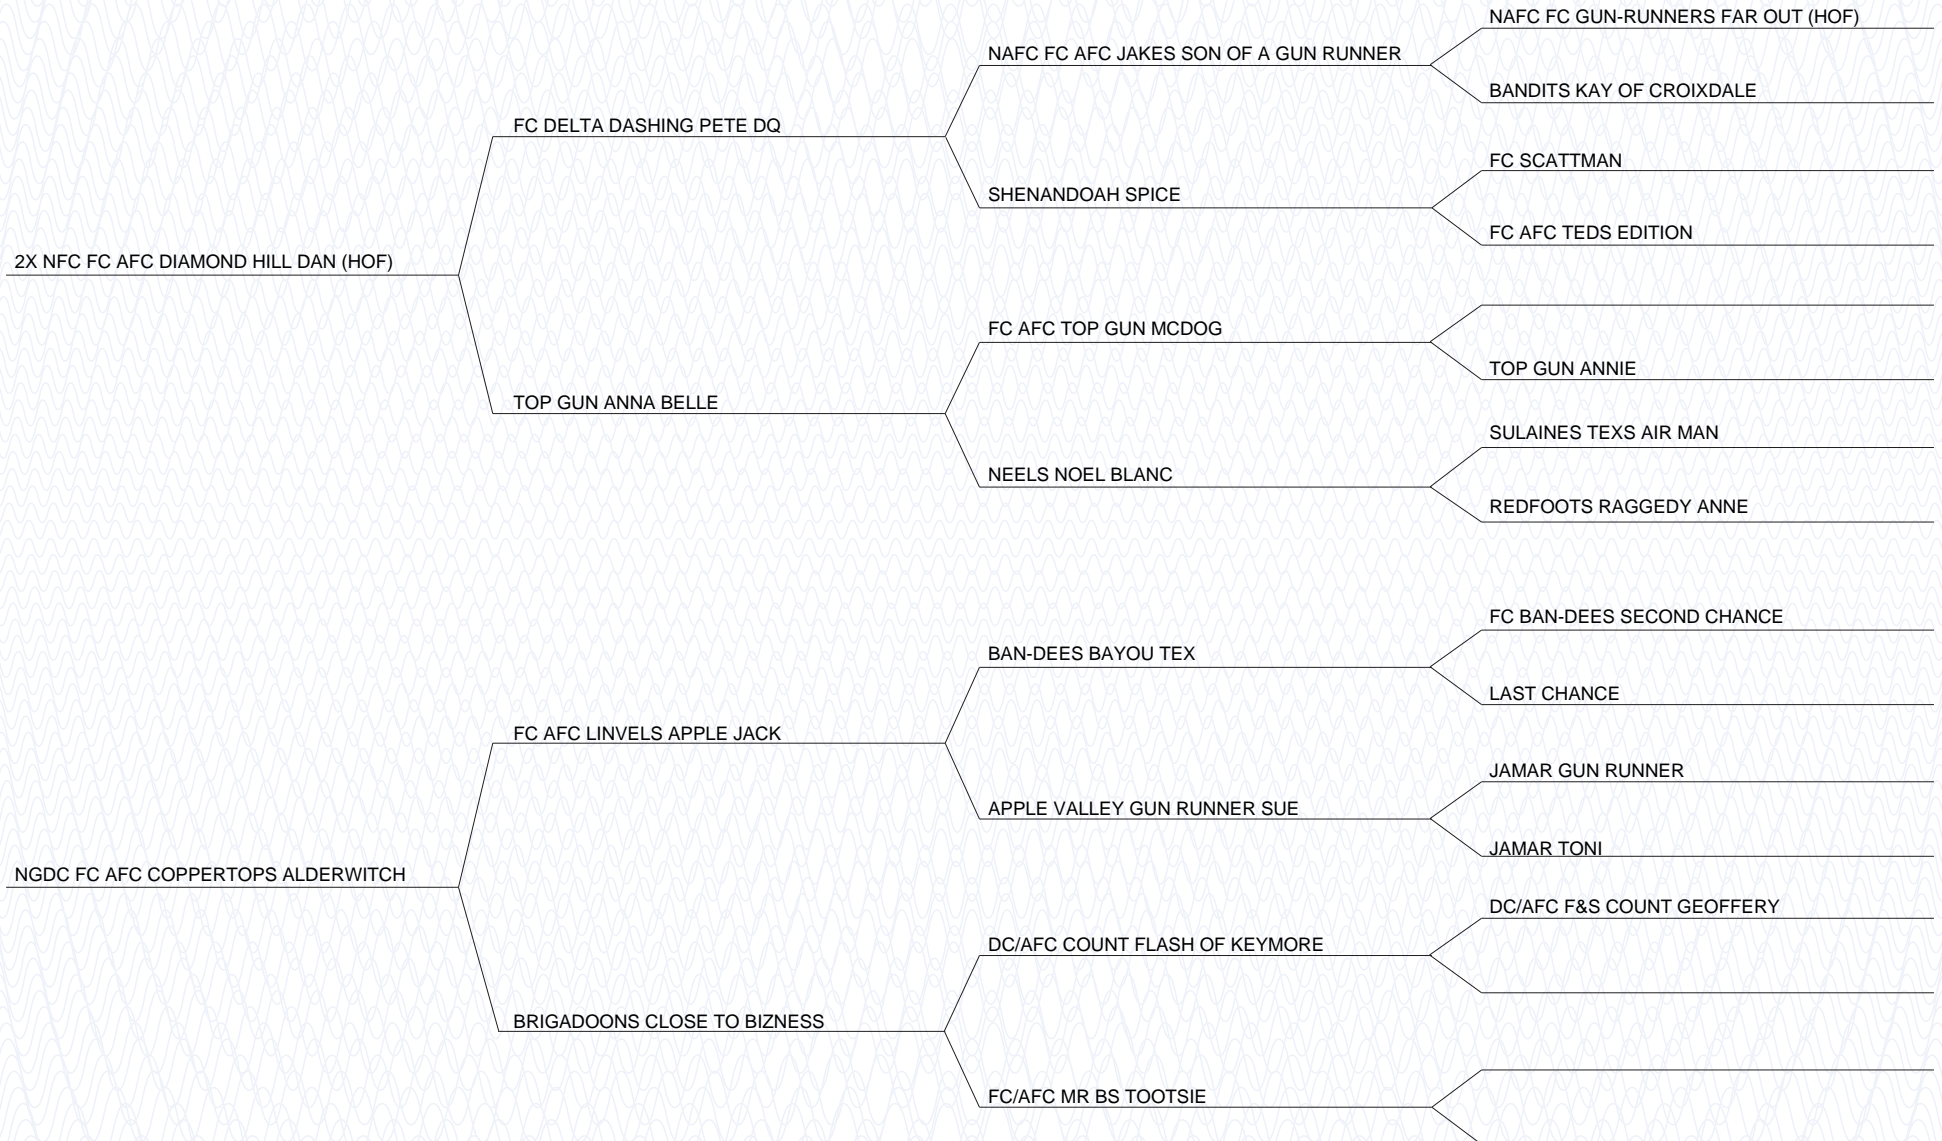 NAFC FC GUN-RUNNERS FAR OUT (HOF)
NAFC FC AFC JAKES SON OF A GUN RUNNER
BANDITS KAY OF CROIXDALE
FC DELTA DASHING PETE DQ
FC SCATTMAN
SHENANDOAH SPICE
FC AFC TEDS EDITION
2X NFC FC AFC DIAMOND HILL DAN (HOF)
FC AFC TOP GUN MCDOG
TOP GUN ANNIE
TOP GUN ANNA BELLE
SULAINES TEXS AIR MAN
NEELS NOEL BLANC
REDFOOTS RAGGEDY ANNE
FC BAN-DEES SECOND CHANCE
BAN-DEES BAYOU TEX
LAST CHANCE
FC AFC LINVELS APPLE JACK
JAMAR GUN RUNNER
APPLE VALLEY GUN RUNNER SUE
JAMAR TONI
NGDC FC AFC COPPERTOPS ALDERWITCH
DC/AFC F&S COUNT GEOFFERY
DC/AFC COUNT FLASH OF KEYMORE
BRIGADOONS CLOSE TO BIZNESS
FC/AFC MR BS TOOTSIE